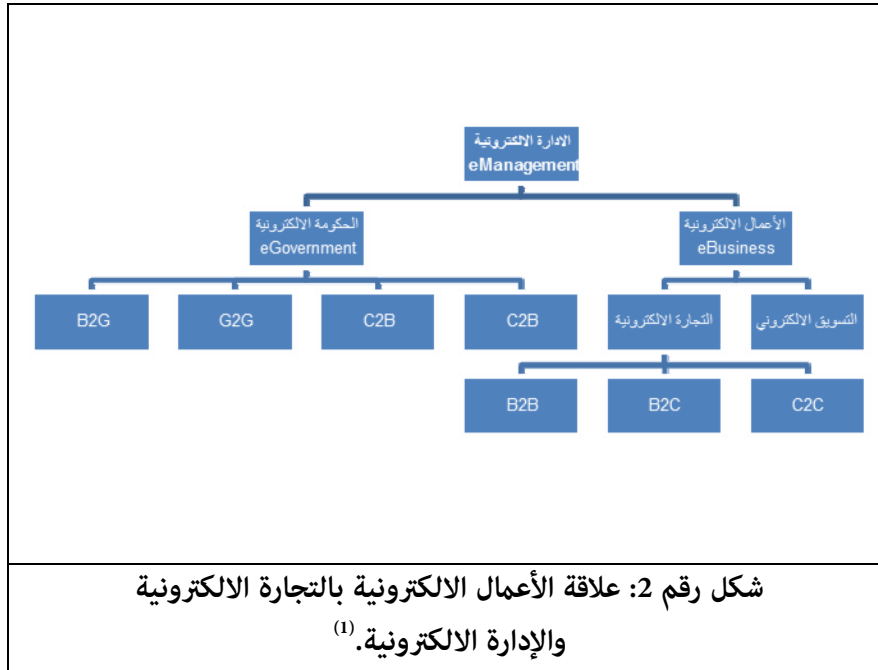 الادارة الالكترونية
eManagement
الأعمال الالكترونية
eBusiness
الحكومة الالكترونية
eGovernment
التسويق الالكتروني
التجارة الالكترونية
C2B
C2B
G2G
B2G
C2C
B2C
B2B
شكل رقم 2: علاقة الأعمال الالكترونية بالتجارة الالكترونية
والإدارة الالكترونية.(1)